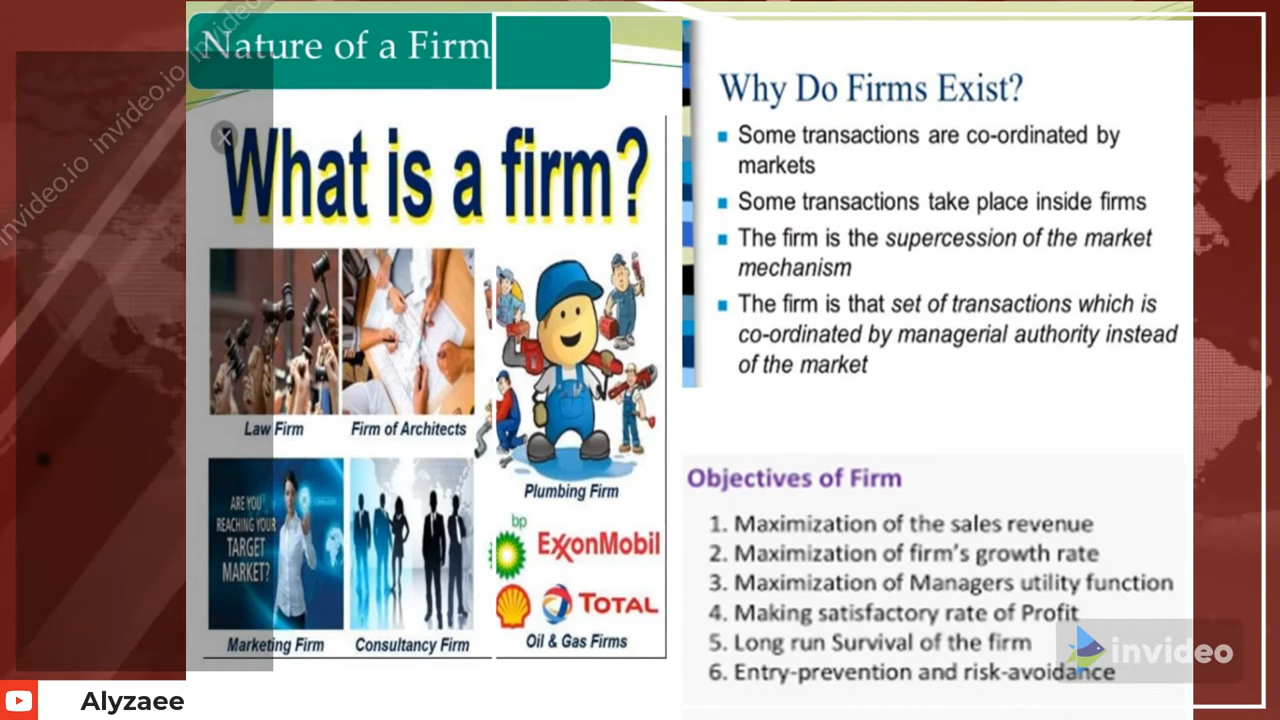 Nature of a Firm
What is a firm?
Law Firm
Firm of Architects
Plumbing Firm
ARE YOU
REACHING YOUR
TARGET
MARKET?
Marketing Firm
Consultancy Firm
bp
ExxonMobil
TOTAL
Oil & Gas Firms
Why Do Firms Exist?
Some transactions are co-ordinated by
markets
Some transactions take place inside firms
The firm is the supercession of the market
mechanism
The firm is that set of transactions which is
co-ordinated by managerial authority instead
of the market
Objectives of Firm
1. Maximization of the sales revenue
2. Maximization of firm's growth rate
3. Maximization of Managers utility function
4. Making satisfactory rate of Profit
5. Long run Survival of the firm
6. Entry-prevention and risk-avoidance
invideo
invideo.io invideo.io invideo
Alyzaee